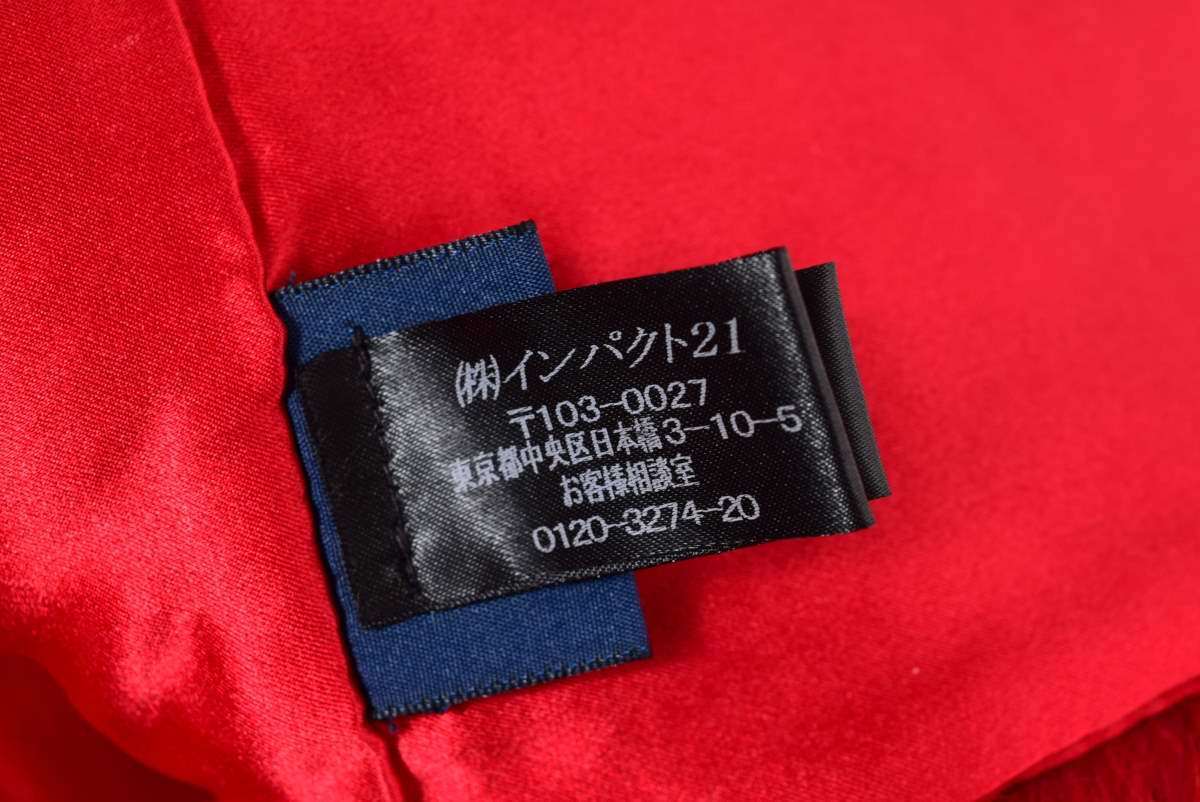 ㈱インパクト21
〒103-0027
東京都中央区日本橋3-10-5
お客様相談室
0120-3274-20